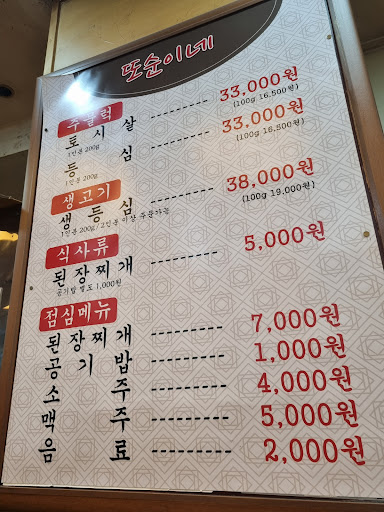 또순이네
주물럭
토시살 33,000원
1인분 200g (100g 16,500원)
등심 33,000원
1인분 200g (100g 16,500원)
생고기
생등심 38,000원
1인분 200g / 2인분 이상 주문가능 (100g 19,000원)
식사류
된장찌개 5,000원
공기밥 별도 1,000원
점심메뉴
된장찌개 7,000원
공기밥 1,000원
소주 4,000원
맥주 5,000원
음료 2,000원